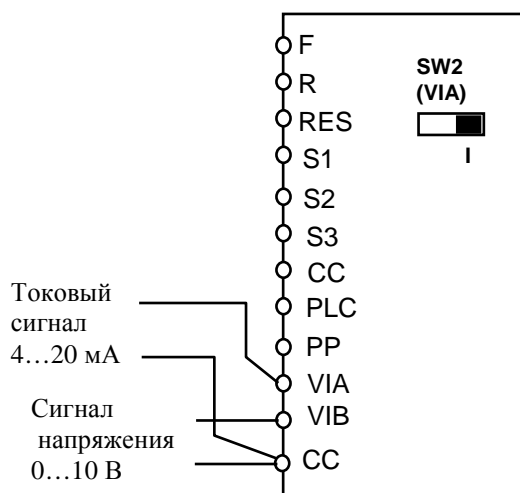 F
R
RES
S1
S2
S3
CC
PLC
PP
VIA
VIB
CC
SW2
(VIA)
I
Токовый
сигнал
4…20 мА
Сигнал
напряжения
0…10 В